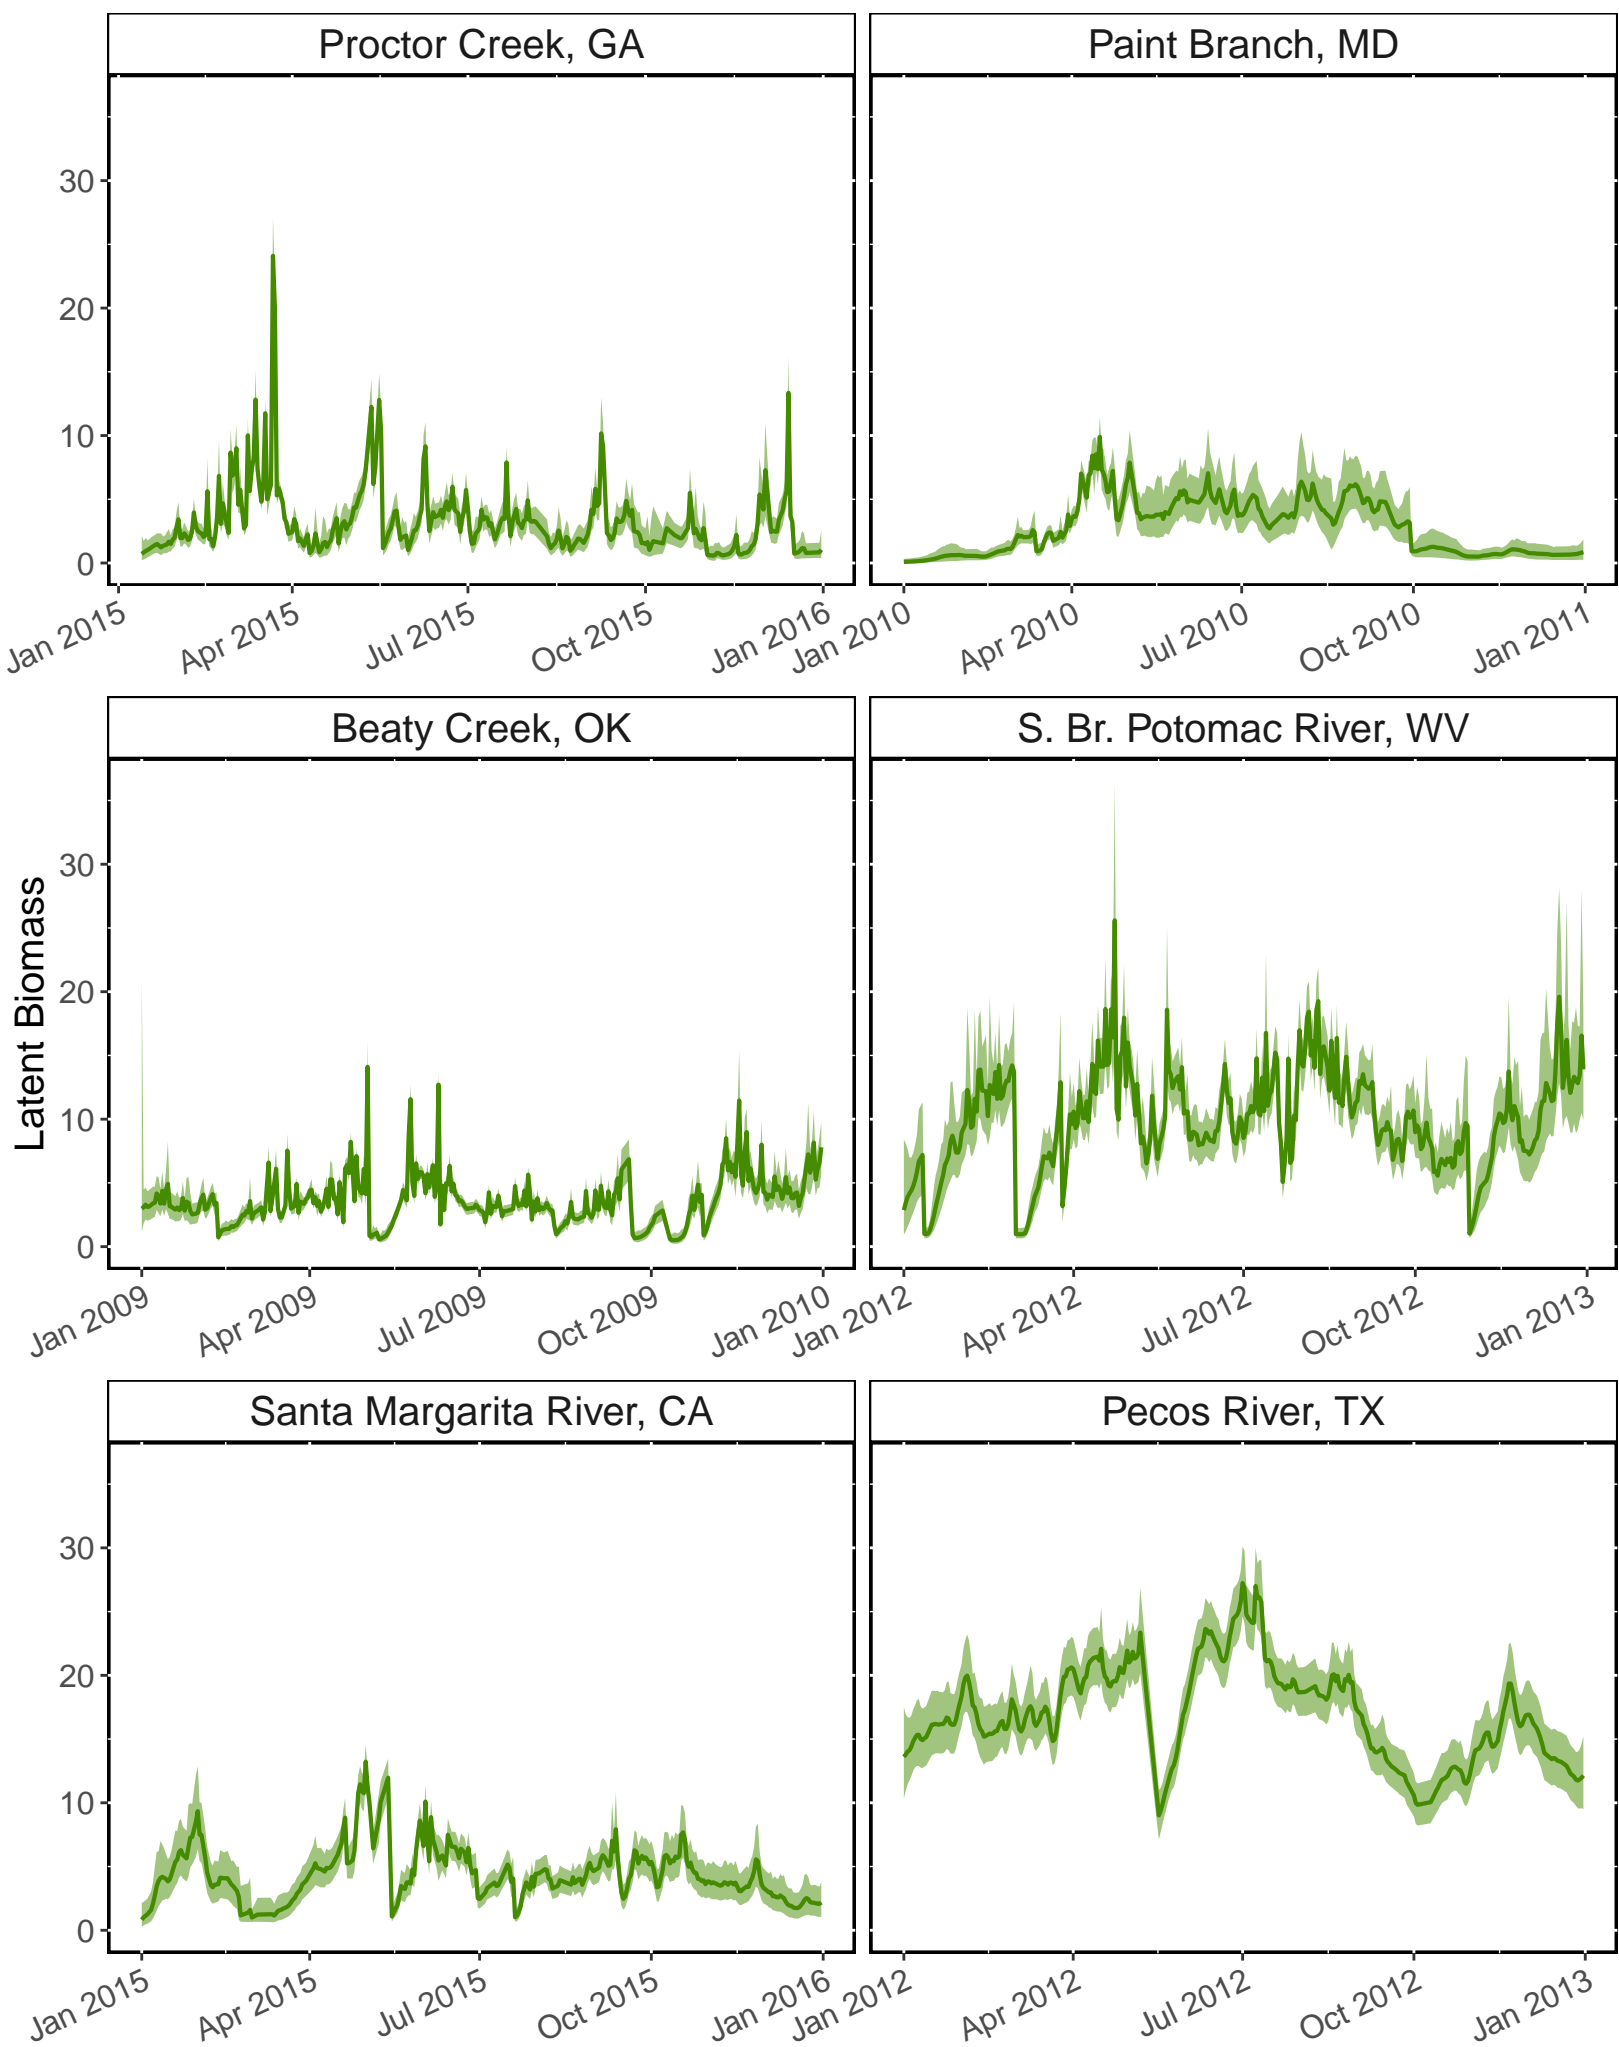 Proctor Creek, GA
Paint Branch, MD
30
20
10
0
Jan 2015
Apr 2015
Jul 2015
Oct 2015
Jan 2016
Jan 2010
Apr 2010
Jul 2010
Oct 2010
Jan 2011
Beaty Creek, OK
S. Br. Potomac River, WV
Latent Biomass
30
20
10
0
Jan 2009
Apr 2009
Jul 2009
Oct 2009
Jan 2010
Jan 2012
Apr 2012
Jul 2012
Oct 2012
Jan 2013
Santa Margarita River, CA
Pecos River, TX
30
20
10
0
Jan 2015
Apr 2015
Jul 2015
Oct 2015
Jan 2016
Jan 2012
Apr 2012
Jul 2012
Oct 2012
Jan 2013